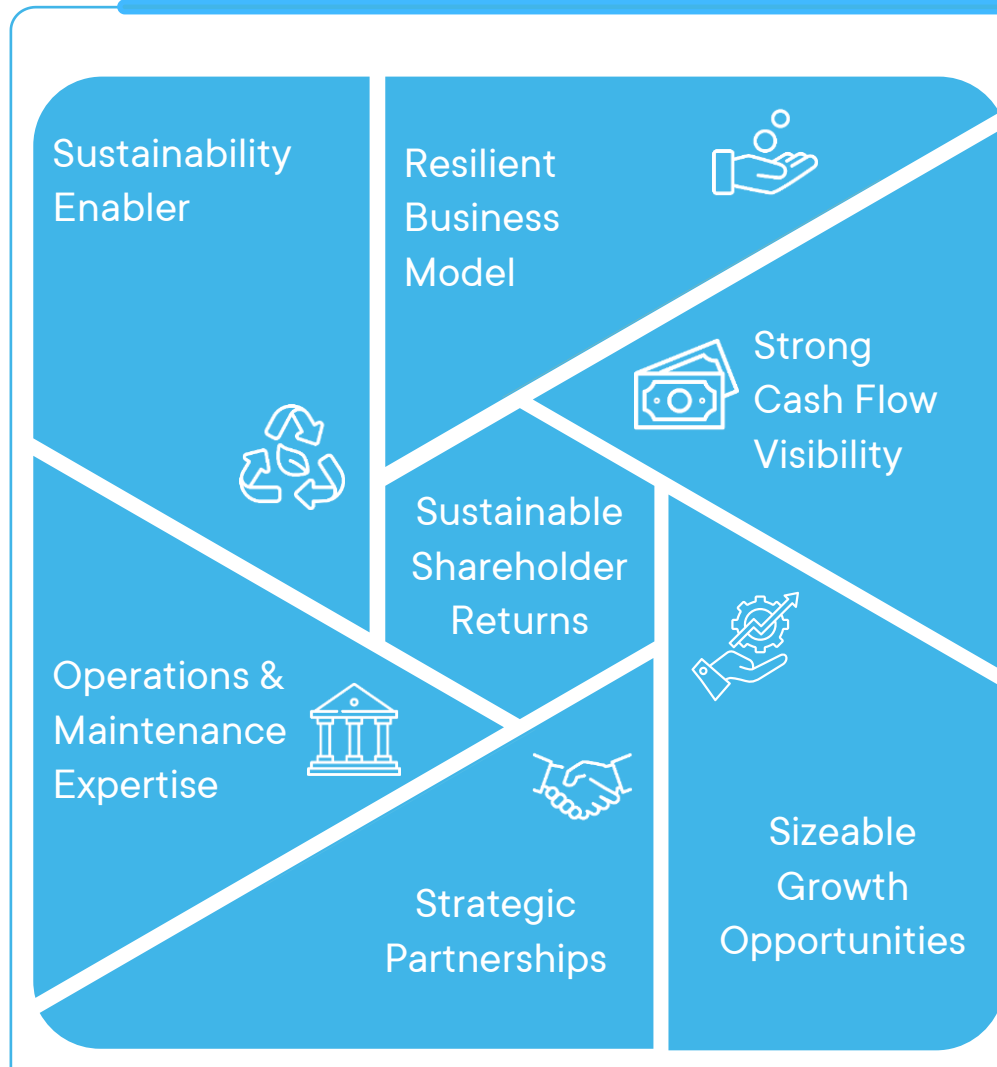 Sustainability
Enabler
Resilient
Business
Model
Strong
Cash Flow
Visibility
Sustainable
Shareholder
Returns
Operations &
Maintenance
Expertise
Strategic
Partnerships
Sizeable
Growth
Opportunities